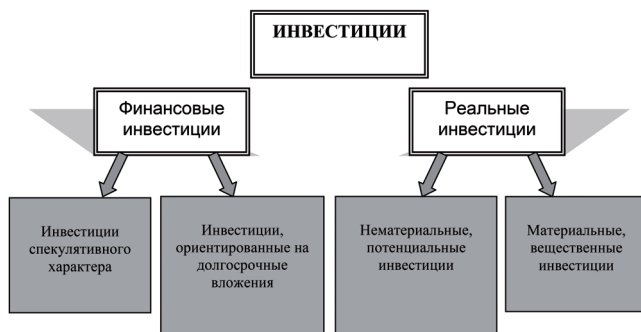 ИНВЕСТИЦИИ
Финансовые
инвестиции
Реальные
инвестиции
Инвестиции
спекулятивного
характера
Инвестиции,
ориентированные на
долгосрочные
вложения
Нематериальные,
потенциальные
инвестиции
Материальные,
вещественные
инвестиции